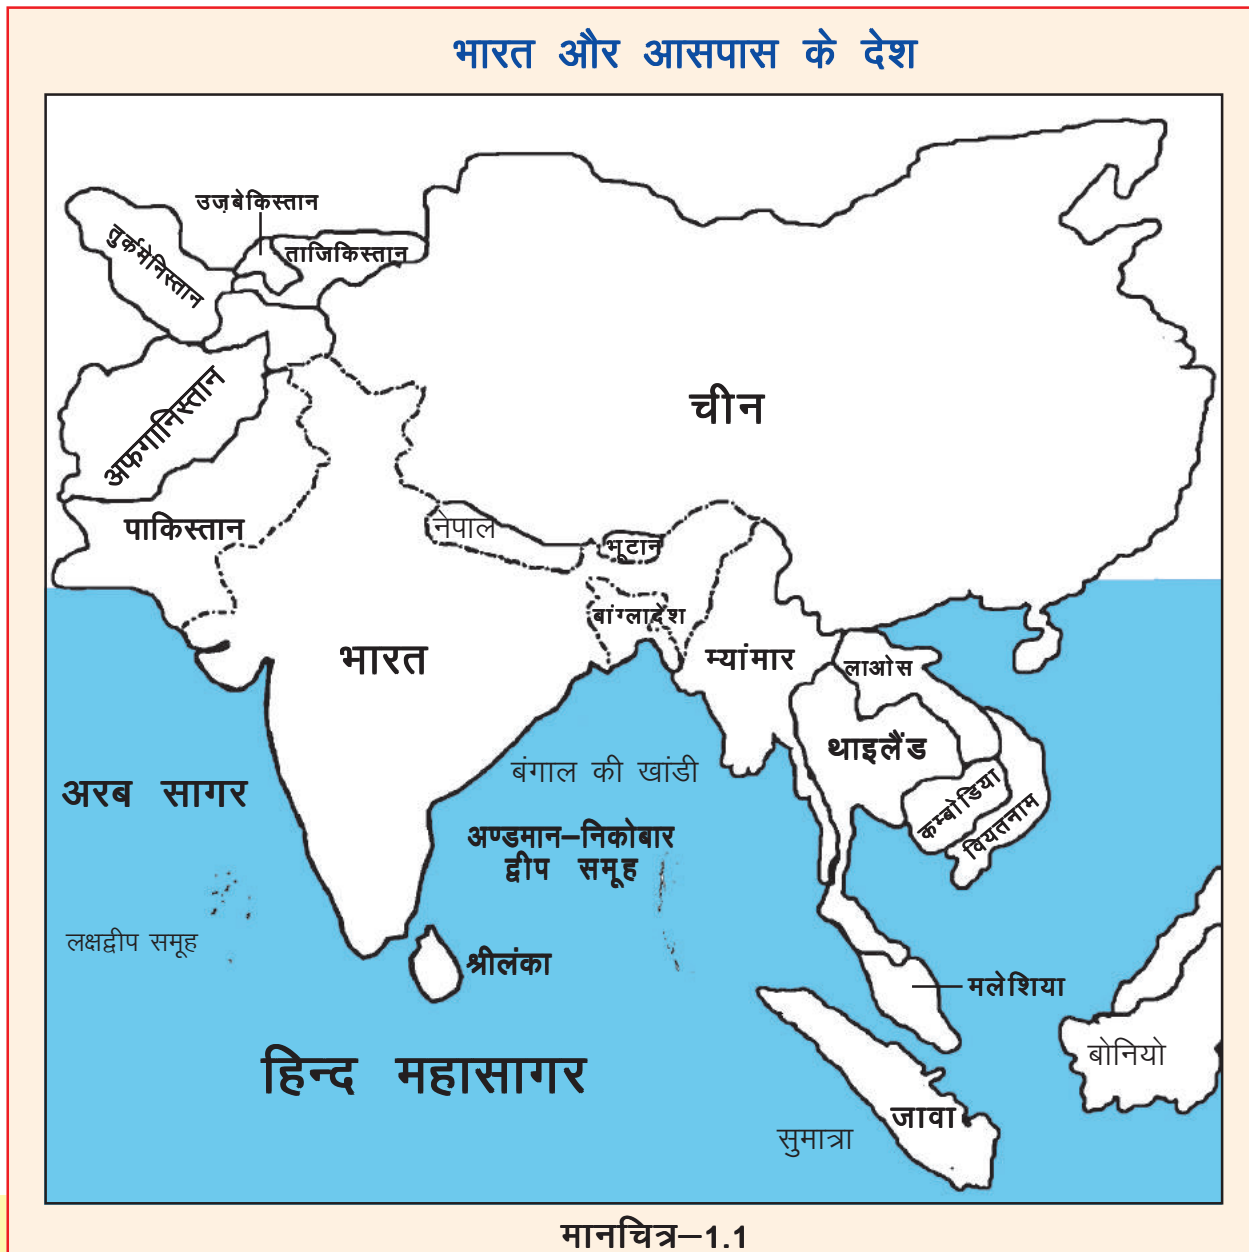 भारत और आसपास के देश
उज़बेकिस्तान
तुर्कमेनिस्तान
ताजिकिस्तान
अफगानिस्तान
चीन
पाकिस्तान
नेपाल
भूटान
बांग्लादेश
भारत
म्यांमार
लाओस
थाइलैंड
बंगाल की खांडी
अरब सागर
कम्बोडिया
वियतनाम
अण्डमान–निकोबार
द्वीप समूह
लक्षद्वीप समूह
श्रीलंका
मलेशिया
हिन्द महासागर
बोनियो
जावा
सुमात्रा
मानचित्र–1.1